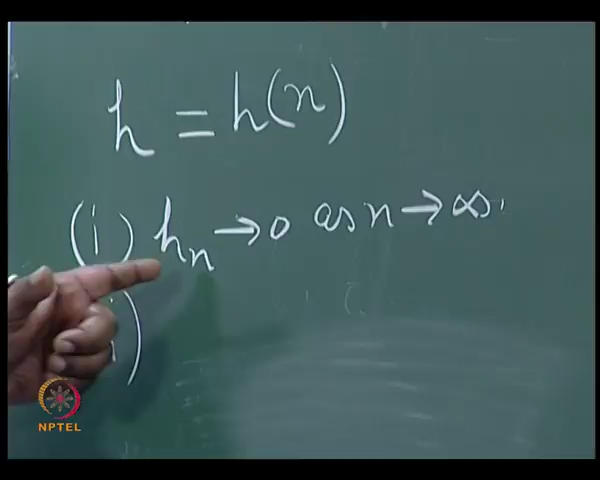 h = h(n)
(i) hₙ → 0 as n → ∞.
i)
NPTEL